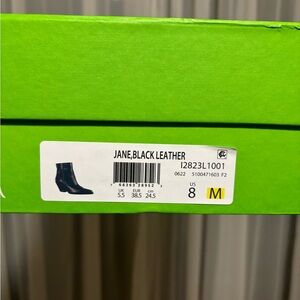 JANE,BLACK LEATHER
I2823L1001
0622 5100471603 F2
UK EUR cm
5.5 38.5 24.5
US
8 M